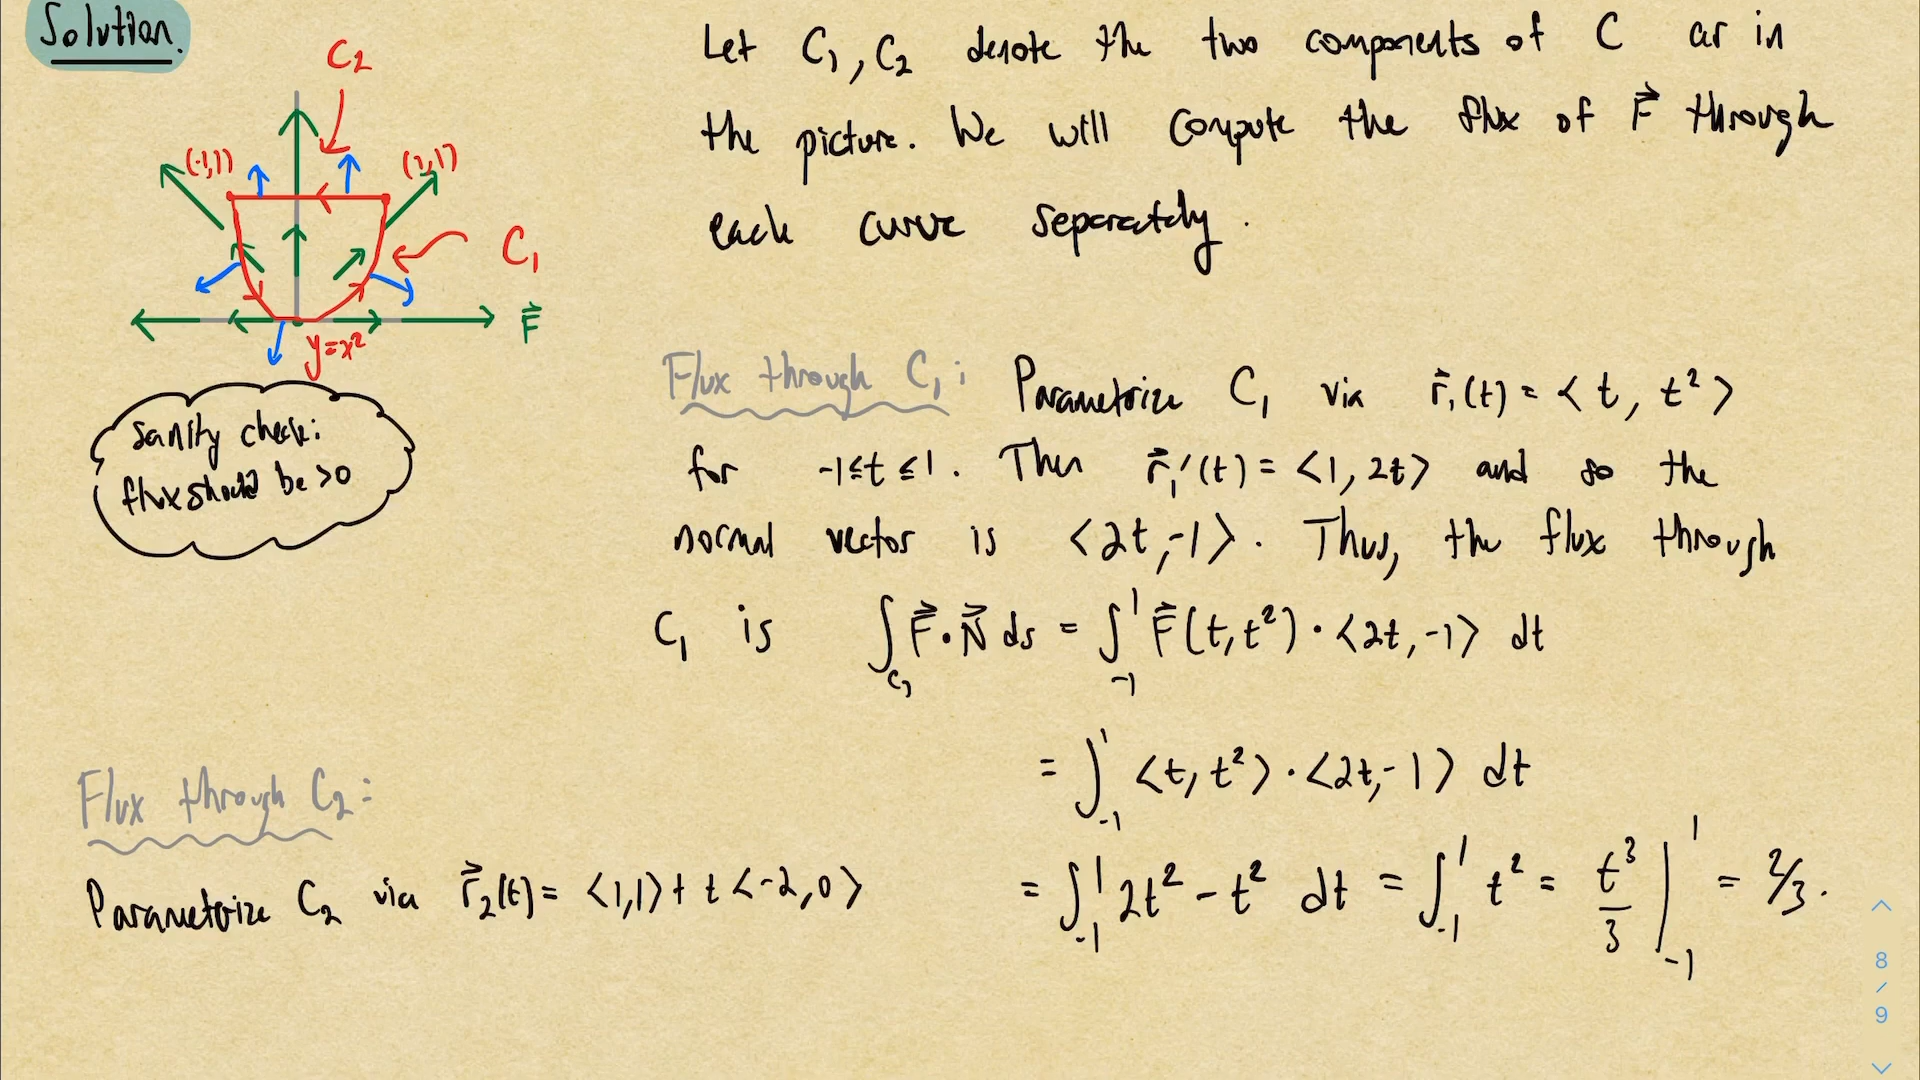 Solution.
C₂
(-1,1)
(1,1)
C₁
F⃗
y=x²
Sanity check:
flux should be >0
Let C₁, C₂ denote the two components of C as in
the picture. We will compute the flux of F⃗ through
each curve separately.
Flux through C₁:
Parametrize C₁ via r⃗₁(t) = <t, t²>
for -1≤t≤1. Then r⃗₁'(t) = <1, 2t> and so the
normal vector is <2t,-1>. Thus, the flux through
C₁ is ∫_C₁ F⃗·N⃗ ds = ∫_-1^1 F⃗(t,t²)·<2t,-1> dt
= ∫_-1^1 <t, t²>·<2t,-1> dt
= ∫_-1^1 2t² - t² dt = ∫_-1^1 t² = t³/3 |_-1^1 = 2/3.
Flux through C₂:
Parametrize C₂ via r⃗₂(t) = <1,1> + t<-2,0>
8
/
9